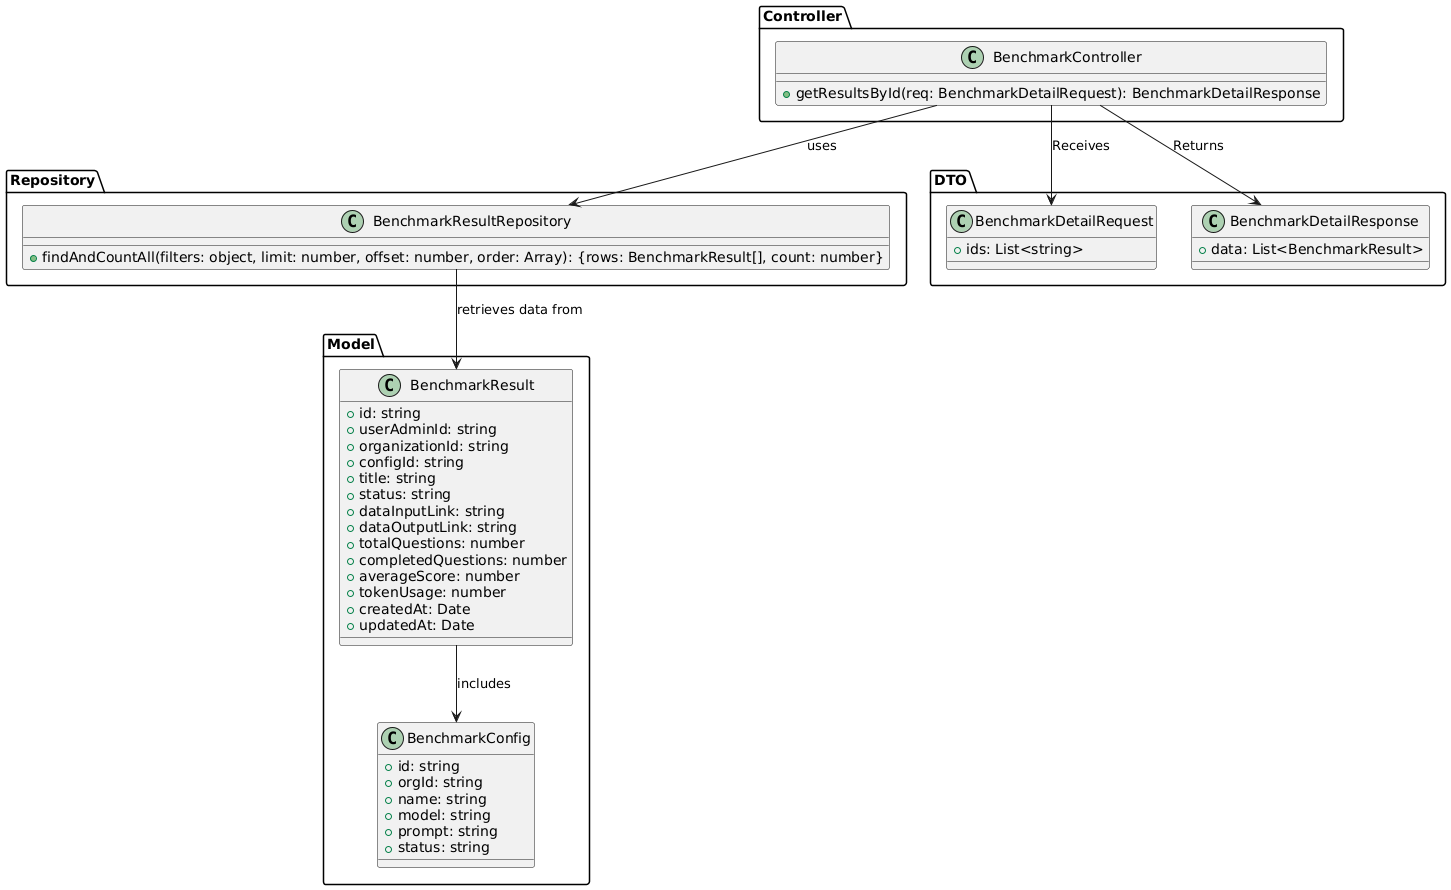 Controller
C BenchmarkController
getResultsById(req: BenchmarkDetailRequest): BenchmarkDetailResponse
uses
Receives
Returns
Repository
C BenchmarkResultRepository
findAndCountAll(filters: object, limit: number, offset: number, order: Array): {rows: BenchmarkResult[], count: number}
DTO
C BenchmarkDetailRequest
ids: List<string>
C BenchmarkDetailResponse
data: List<BenchmarkResult>
retrieves data from
Model
C BenchmarkResult
id: string
userAdminId: string
organizationId: string
configId: string
title: string
status: string
dataInputLink: string
dataOutputLink: string
totalQuestions: number
completedQuestions: number
averageScore: number
tokenUsage: number
createdAt: Date
updatedAt: Date
includes
C BenchmarkConfig
id: string
orgId: string
name: string
model: string
prompt: string
status: string